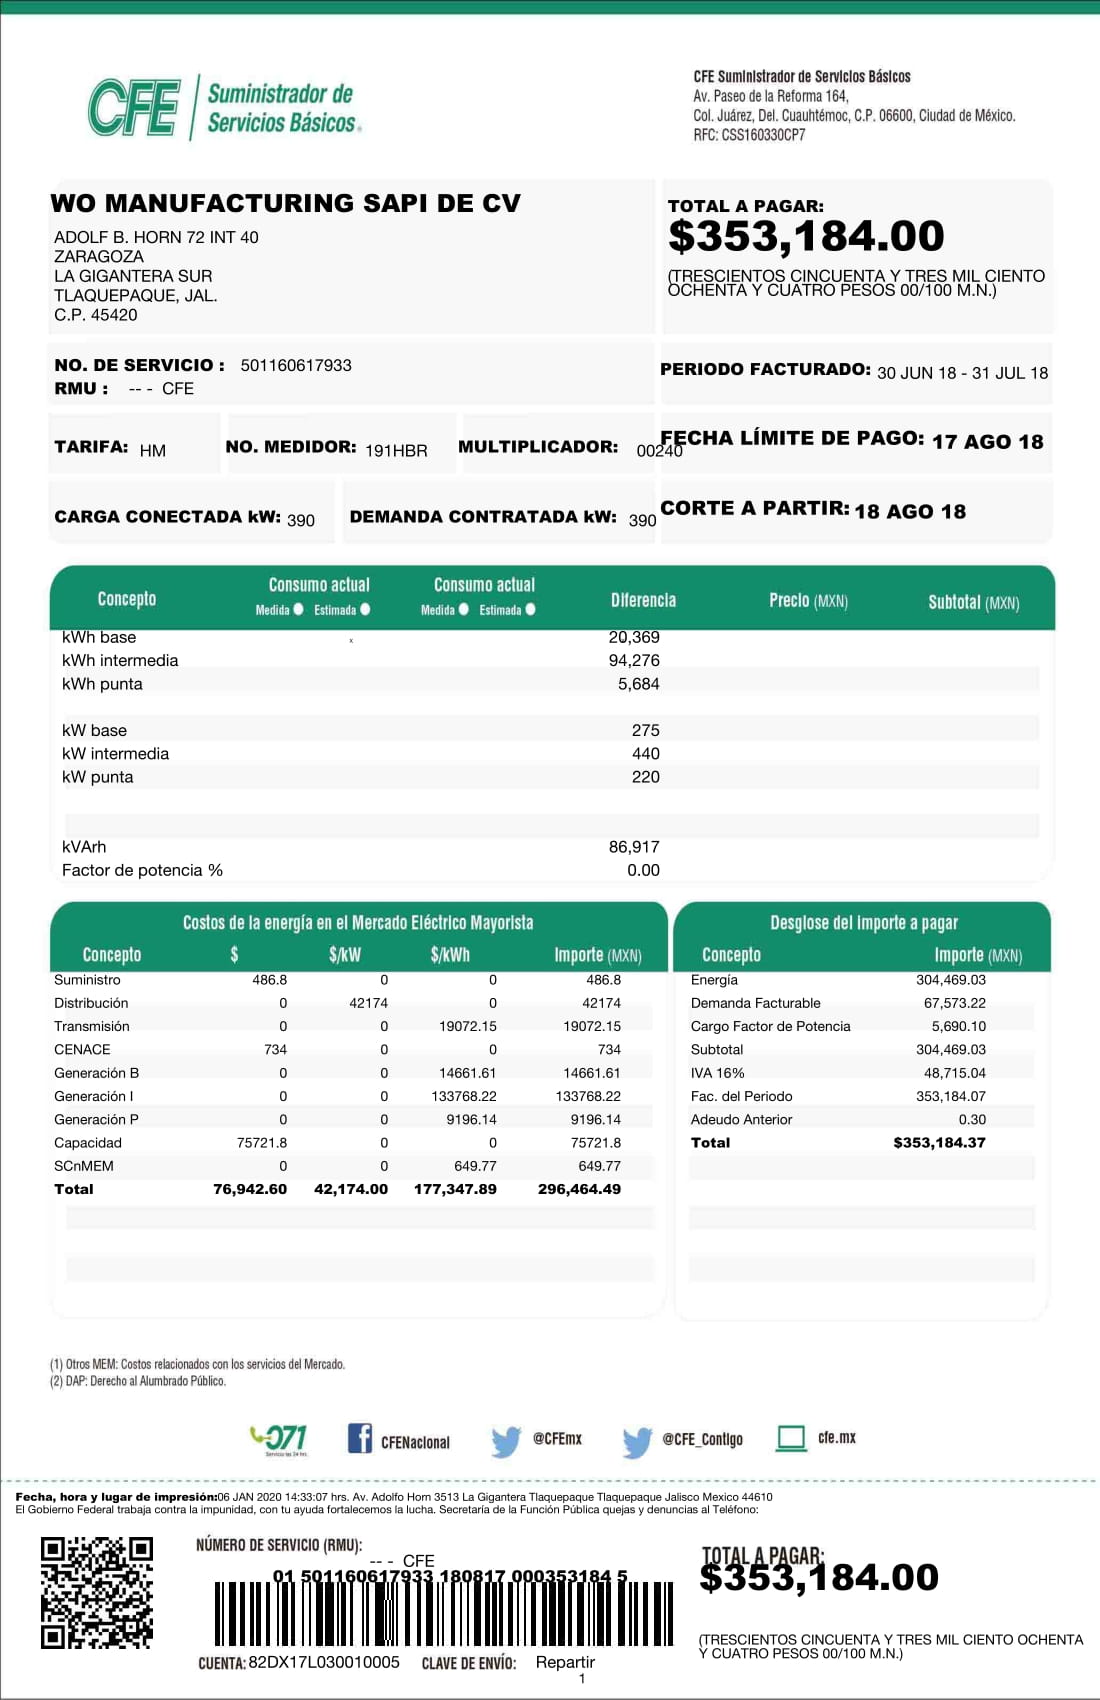 CFE Suministrador de Servicios Básicos
Av. Paseo de la Reforma 164,
Col. Juárez, Del. Cuauhtémoc, C.P. 06600, Ciudad de México.
RFC: CSS160330CP7
CFE
Suministrador de
Servicios Básicos
WO MANUFACTURING SAPI DE CV
ADOLF B. HORN 72 INT 40
ZARAGOZA
LA GIGANTERA SUR
TLAQUEPAQUE, JAL.
C.P. 45420
TOTAL A PAGAR:
$353,184.00
(TRESCIENTOS CINCUENTA Y TRES MIL CIENTO
OCHENTA Y CUATRO PESOS 00/100 M.N.)
NO. DE SERVICIO : 501160617933
RMU : -- - CFE
PERIODO FACTURADO: 30 JUN 18 - 31 JUL 18
TARIFA: HM NO. MEDIDOR: 191HBR MULTIPLICADOR: 00240
FECHA LÍMITE DE PAGO: 17 AGO 18
CARGA CONECTADA kW: 390 DEMANDA CONTRATADA kW: 390
CORTE A PARTIR: 18 AGO 18
Concepto Consumo actual Consumo actual Diferencia Precio (MXN) Subtotal (MXN)
Medida Estimada Medida Estimada
kWh base x 20,369
kWh intermedia 94,276
kWh punta 5,684
kW base 275
kW intermedia 440
kW punta 220
kVArh 86,917
Factor de potencia % 0.00
Costos de la energía en el Mercado Eléctrico Mayorista
Concepto $ $/kW $/kWh Importe (MXN)
Suministro 486.8 0 0 486.8
Distribución 0 42174 0 42174
Transmisión 0 0 19072.15 19072.15
CENACE 734 0 0 734
Generación B 0 0 14661.61 14661.61
Generación I 0 0 133768.22 133768.22
Generación P 0 0 9196.14 9196.14
Capacidad 75721.8 0 0 75721.8
SCnMEM 0 0 649.77 649.77
Total 76,942.60 42,174.00 177,347.89 296,464.49
Desglose del Importe a pagar
Concepto Importe (MXN)
Energía 304,469.03
Demanda Facturable 67,573.22
Cargo Factor de Potencia 5,690.10
Subtotal 304,469.03
IVA 16% 48,715.04
Fac. del Periodo 353,184.07
Adeudo Anterior 0.30
Total $353,184.37
(1) Otros MEM: Costos relacionados con los servicios del Mercado.
(2) DAP: Derecho al Alumbrado Público.
071 CFENacional @CFEmx @CFE_Contigo cfe.mx
Servicio las 24 hrs.
Fecha, hora y lugar de impresión:06 JAN 2020 14:33:07 hrs. Av. Adolfo Horn 3513 La Gigantera Tlaquepaque Tlaquepaque Jalisco Mexico 44610
El Gobierno Federal trabaja contra la impunidad, con tu ayuda fortalecemos la lucha. Secretaría de la Función Pública quejas y denuncias al Teléfono:
NÚMERO DE SERVICIO (RMU):
-- - CFE
01 501160617933 180817 000353184 5
CUENTA: 82DX17L030010005 CLAVE DE ENVÍO: Repartir
1
TOTAL A PAGAR:
$353,184.00
(TRESCIENTOS CINCUENTA Y TRES MIL CIENTO OCHENTA
Y CUATRO PESOS 00/100 M.N.)